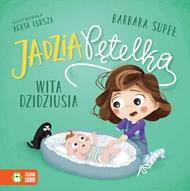 ILUSTROWAŁA
AGATA ŁUKSZA
BARBARA SUPEŁ
JADZIA Pętelka
WITA
DZIDZIUSIA
ZIELONA
SOWA